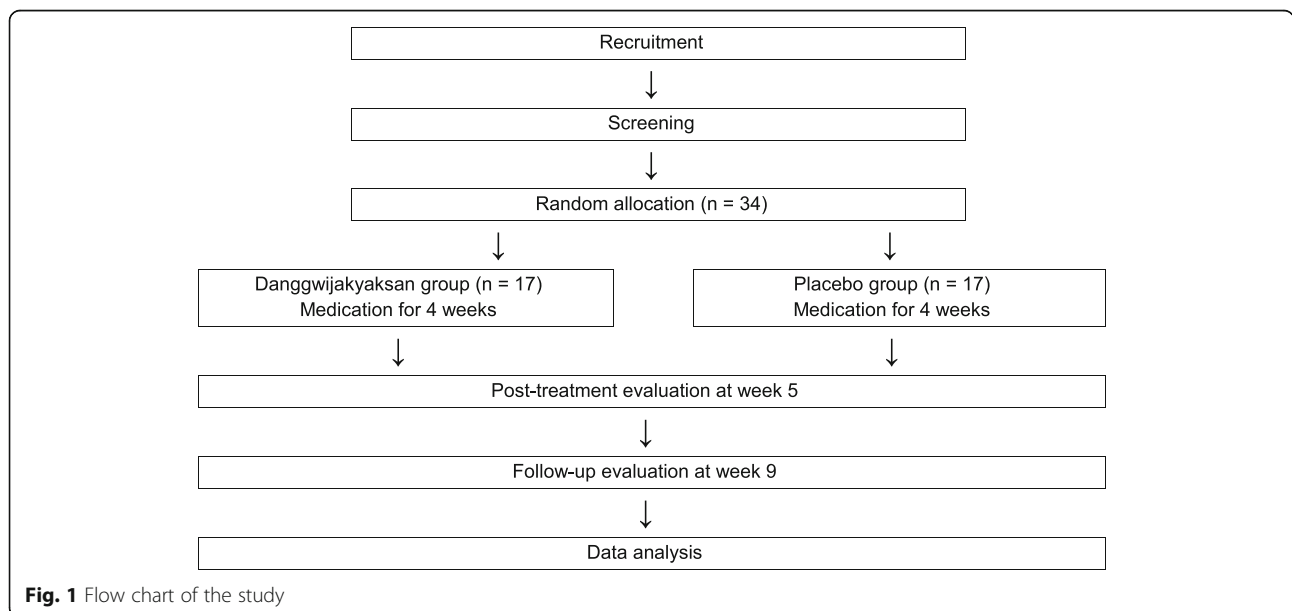 Recruitment
↓
Screening
↓
Random allocation (n = 34)
↓ ↓
Danggwijakyaksan group (n = 17)
Medication for 4 weeks
Placebo group (n = 17)
Medication for 4 weeks
↓ ↓
Post-treatment evaluation at week 5
↓
Follow-up evaluation at week 9
↓
Data analysis
Fig. 1 Flow chart of the study